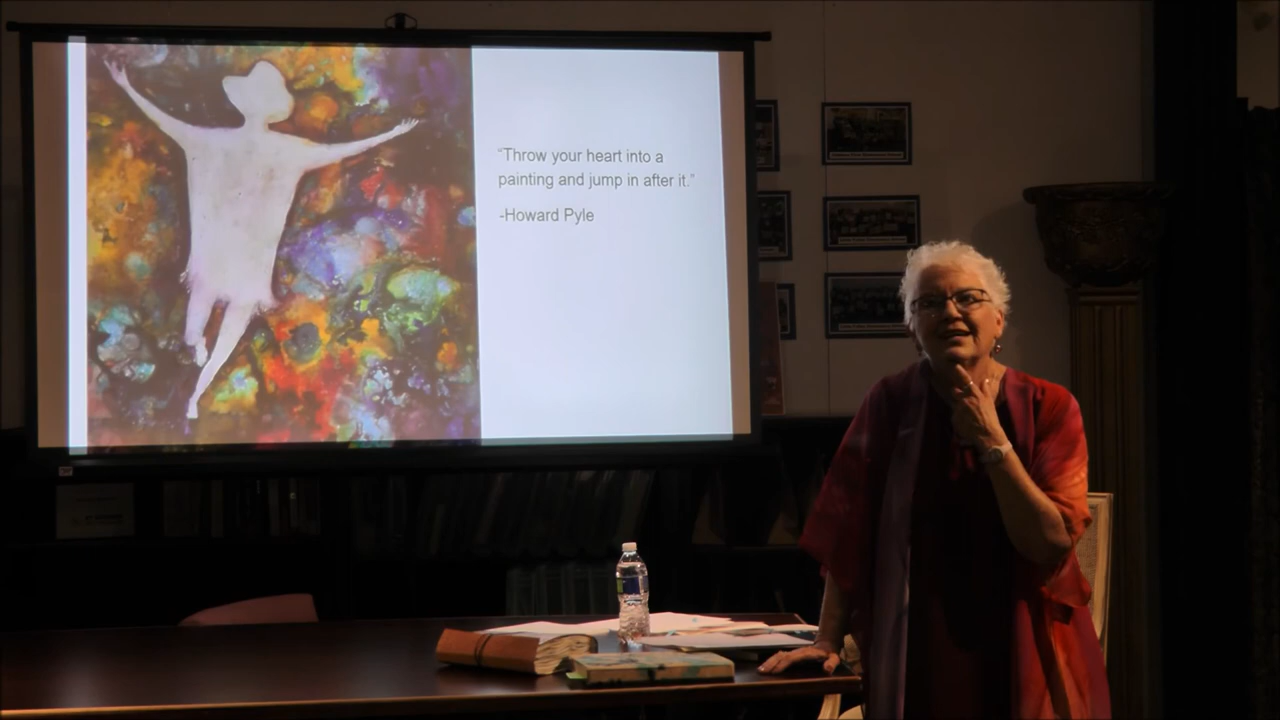 “Throw your heart into a
painting and jump in after it.”
-Howard Pyle